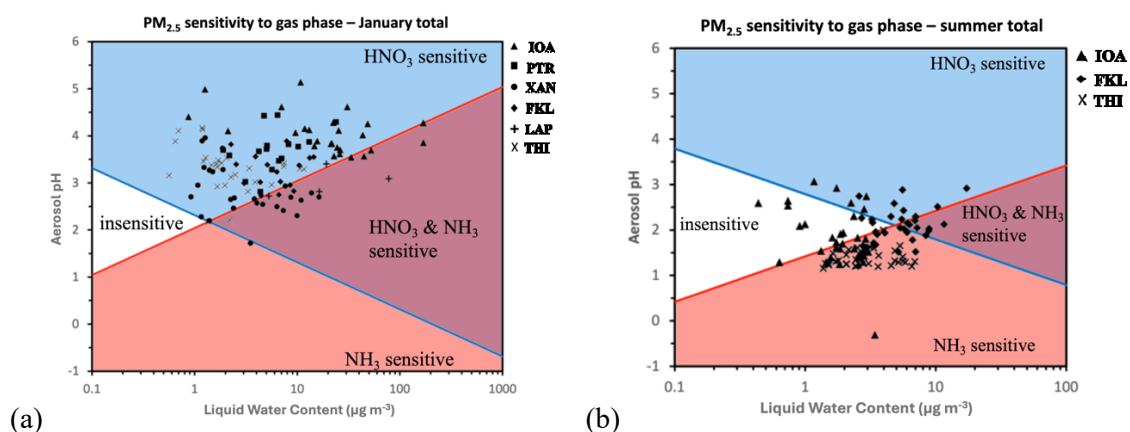 PM2.5 sensitivity to gas phase – January total
6
5
4
3
2
1
0
-1
Aerosol pH
HNO3 sensitive
insensitive
HNO3 & NH3
sensitive
NH3 sensitive
0.1 1 10 100 1000
Liquid Water Content (µg m-3)
IOA
PTR
XAN
FKL
LAP
THI
(a)
PM2.5 sensitivity to gas phase – summer total
6
5
4
3
2
1
0
-1
Aerosol pH
HNO3 sensitive
insensitive
HNO3 & NH3
sensitive
NH3 sensitive
0.1 1 10 100
Liquid Water Content (µg m-3)
IOA
FKL
THI
(b)